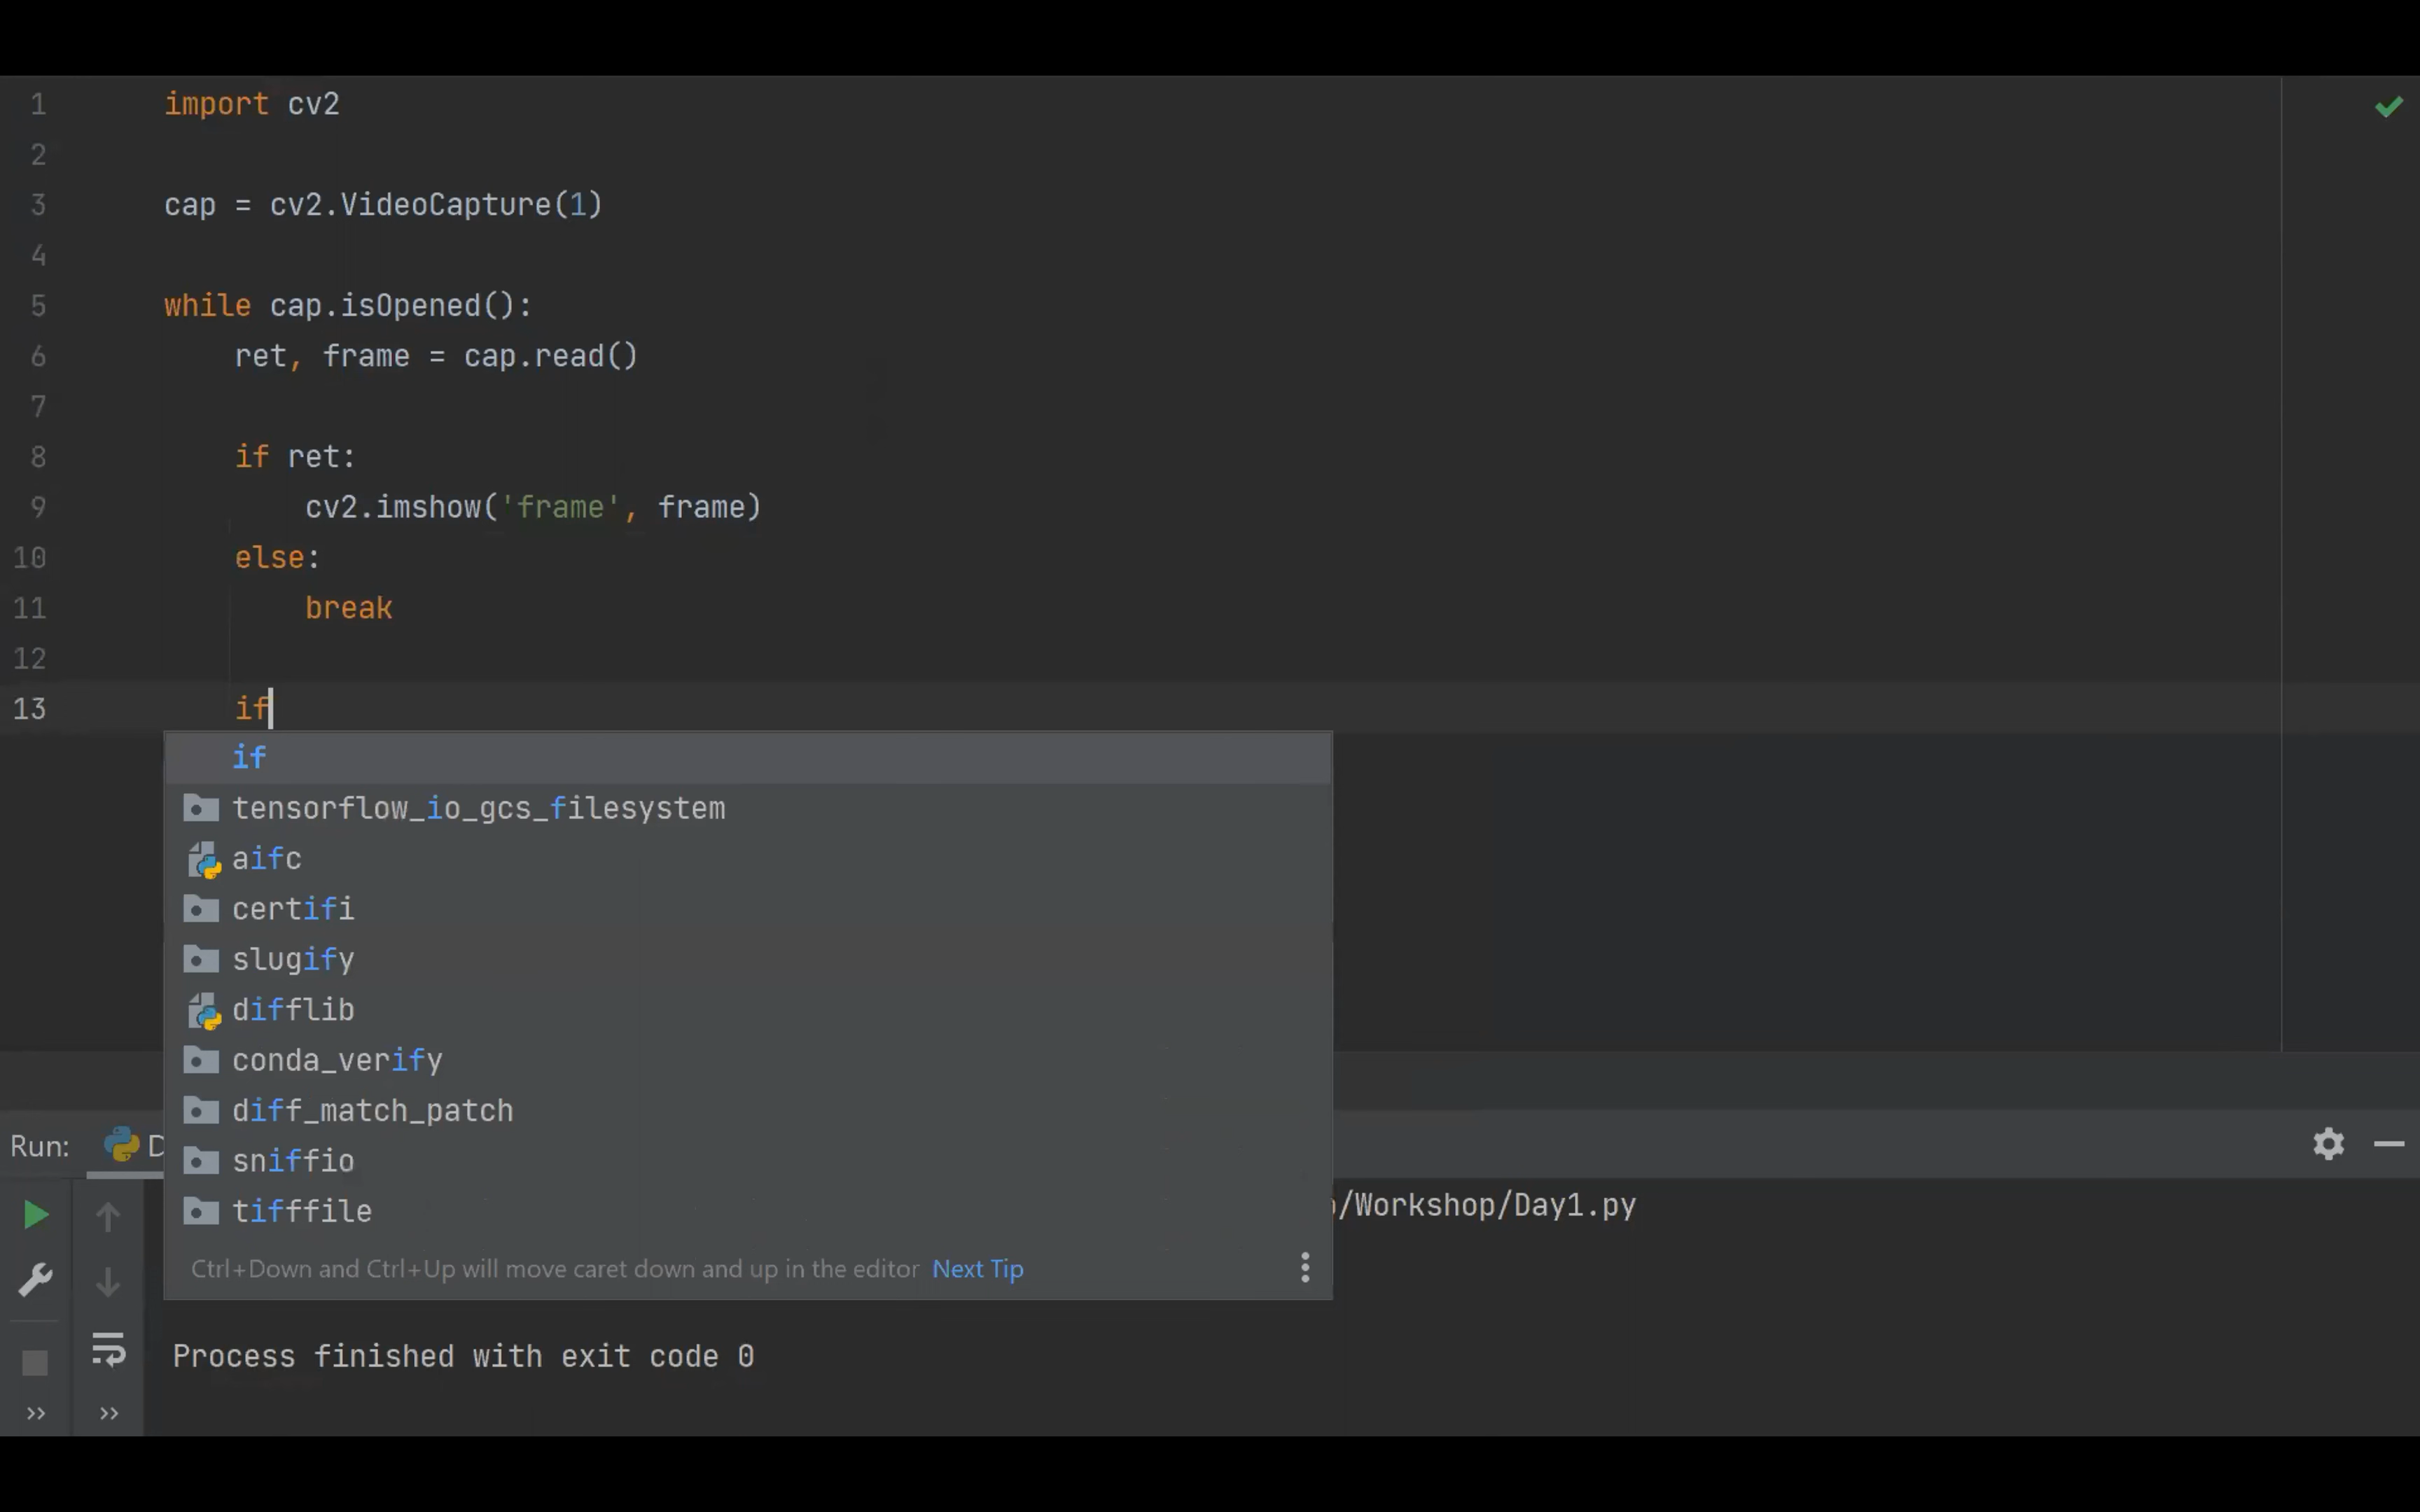 1 import cv2
2
3 cap = cv2.VideoCapture(1)
4
5 while cap.isOpened():
6 ret, frame = cap.read()
7
8 if ret:
9 cv2.imshow('frame', frame)
10 else:
11 break
12
13 if
if
tensorflow_io_gcs_filesystem
aifc
certifi
slugify
difflib
conda_verify
diff_match_patch
sniffio
tifffile
Ctrl+Down and Ctrl+Up will move caret down and up in the editor Next Tip
Run:
/Workshop/Day1.py
Process finished with exit code 0